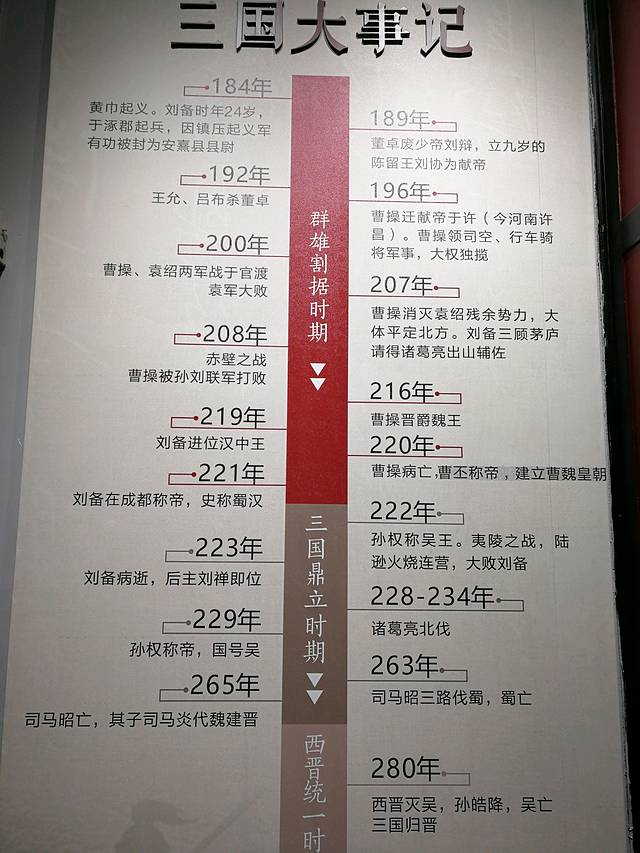 三国大事记
184年
黄巾起义。刘备时年24岁，
于涿郡起兵，因镇压起义军
有功被封为安熹县县尉
189年
董卓废少帝刘辩，立九岁的
陈留王刘协为献帝
192年
王允、吕布杀董卓
196年
曹操迁献帝于许（今河南许
昌）。曹操领司空、行车骑
将军事，大权独揽
200年
曹操、袁绍两军战于官渡
袁军大败
207年
曹操消灭袁绍残余势力，大
体平定北方。刘备三顾茅庐
请得诸葛亮出山辅佐
208年
赤壁之战
曹操被孙刘联军打败
216年
曹操晋爵魏王
219年
刘备进位汉中王
220年
曹操病亡,曹丕称帝，建立曹魏皇朝
221年
刘备在成都称帝，史称蜀汉
222年
孙权称吴王。夷陵之战，陆
逊火烧连营，大败刘备
223年
刘备病逝，后主刘禅即位
228-234年
诸葛亮北伐
229年
孙权称帝，国号吴
263年
司马昭三路伐蜀，蜀亡
265年
司马昭亡，其子司马炎代魏建晋
280年
西晋灭吴，孙皓降，吴亡
三国归晋
群雄割据时期
三国鼎立时期
西晋统一时